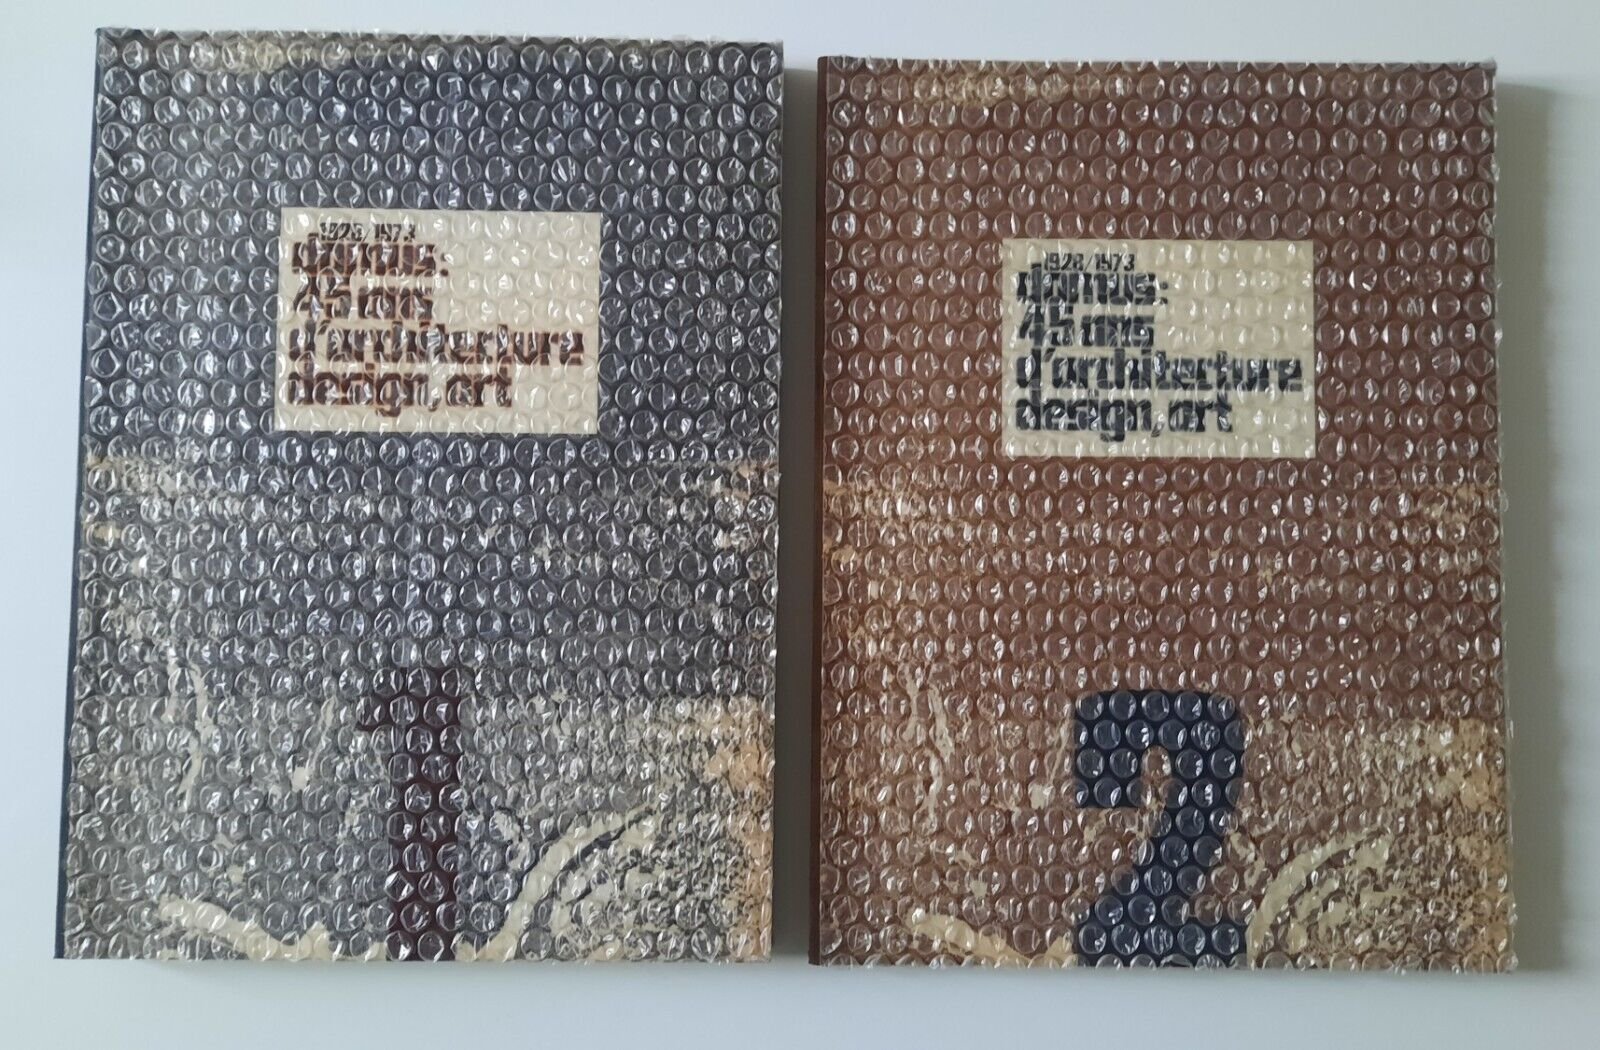 1928/1973
domus:
45 ans
d'architecture
design, art
1
1928/1973
domus:
45 ans
d'architecture
design, art
2